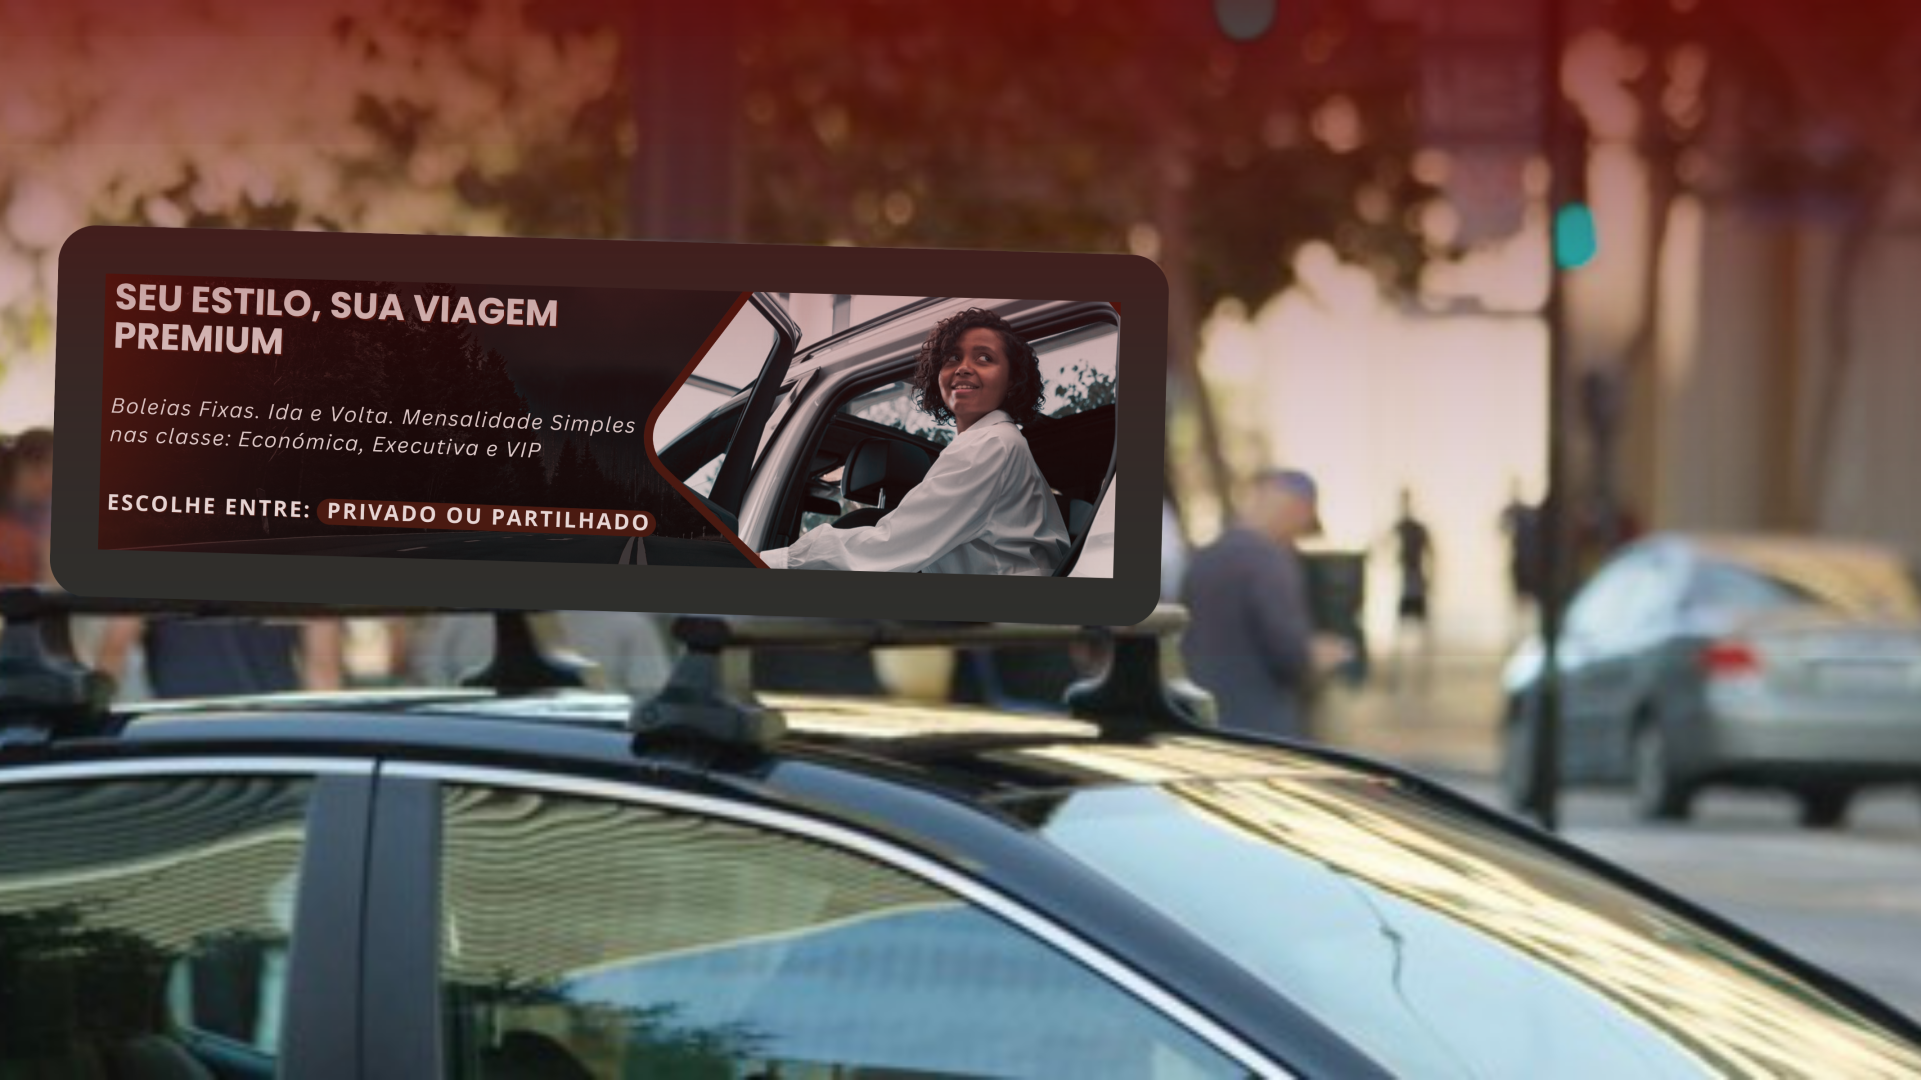 SEU ESTILO, SUA VIAGEM
PREMIUM
Boleias Fixas. Ida e Volta. Mensalidade Simples
nas classe: Económica, Executiva e VIP
ESCOLHE ENTRE: PRIVADO OU PARTILHADO